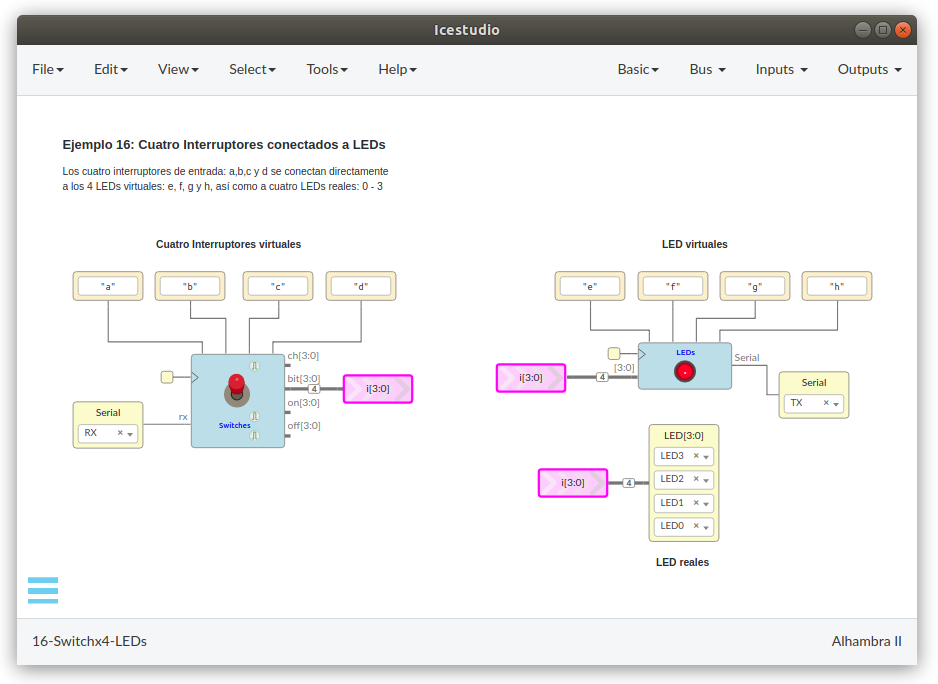 Icestudio
File Edit View Select Tools Help Basic Bus Inputs Outputs
Ejemplo 16: Cuatro Interruptores conectados a LEDs
Los cuatro interruptores de entrada: a,b,c y d se conectan directamente
a los 4 LEDs virtuales: e, f, g y h, así como a cuatro LEDs reales: 0 - 3
Cuatro Interruptores virtuales
"a" "b" "c" "d"
ch[3:0]
bit[3:0]
4
i[3:0]
on[3:0]
off[3:0]
Switches
rx
Serial
RX
LED virtuales
"e" "f" "g" "h"
LEDs
i[3:0]
4
[3:0]
Serial
Serial
TX
i[3:0]
4
LED[3:0]
LED3
LED2
LED1
LED0
LED reales
16-Switchx4-LEDs
Alhambra II